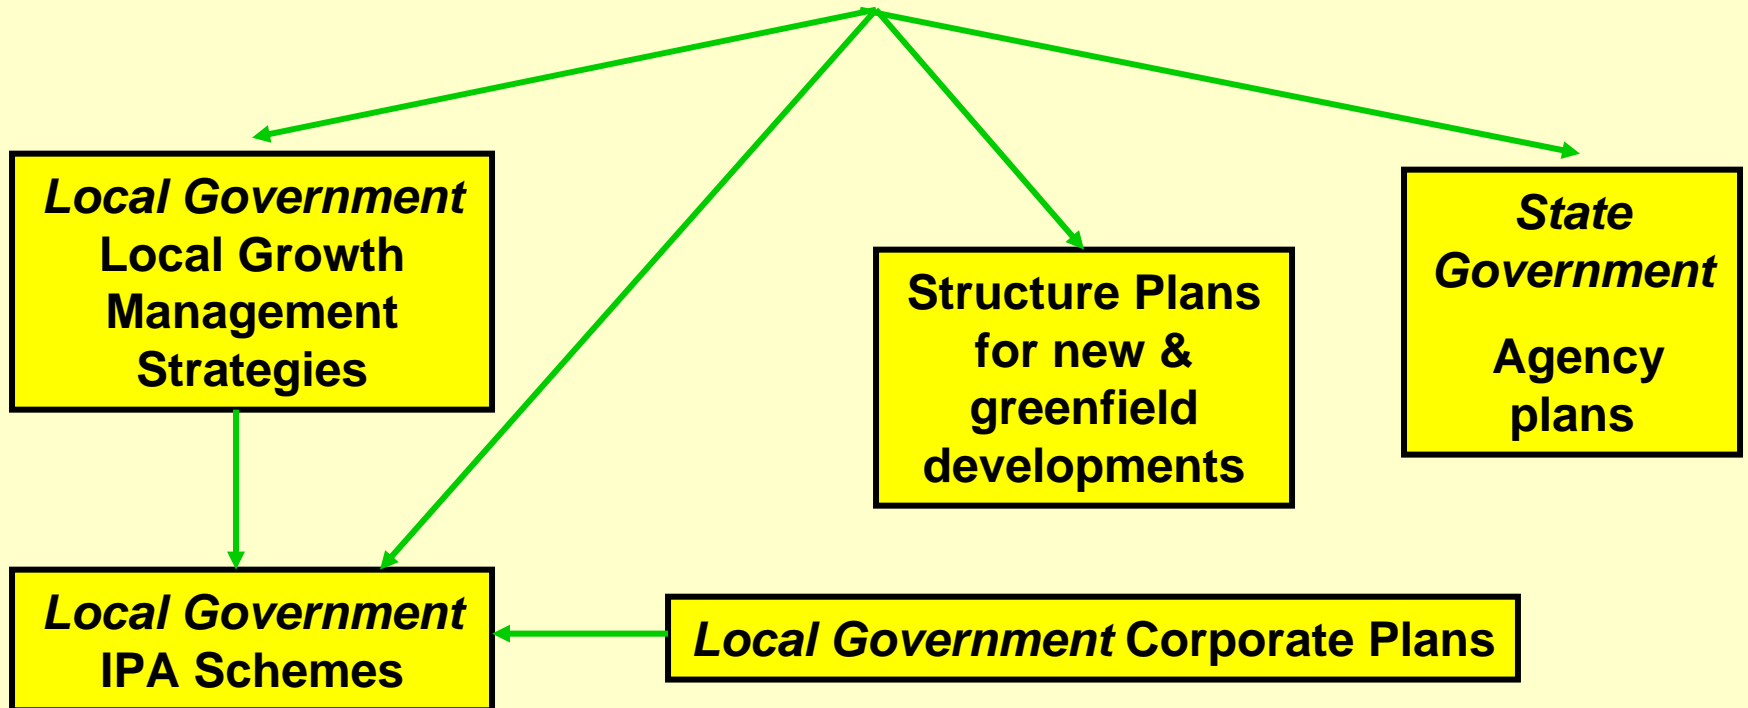 Local Government
Local Growth
Management
Strategies
Structure Plans
for new &
greenfield
developments
State
Government
Agency
plans
Local Government
IPA Schemes
Local Government Corporate Plans